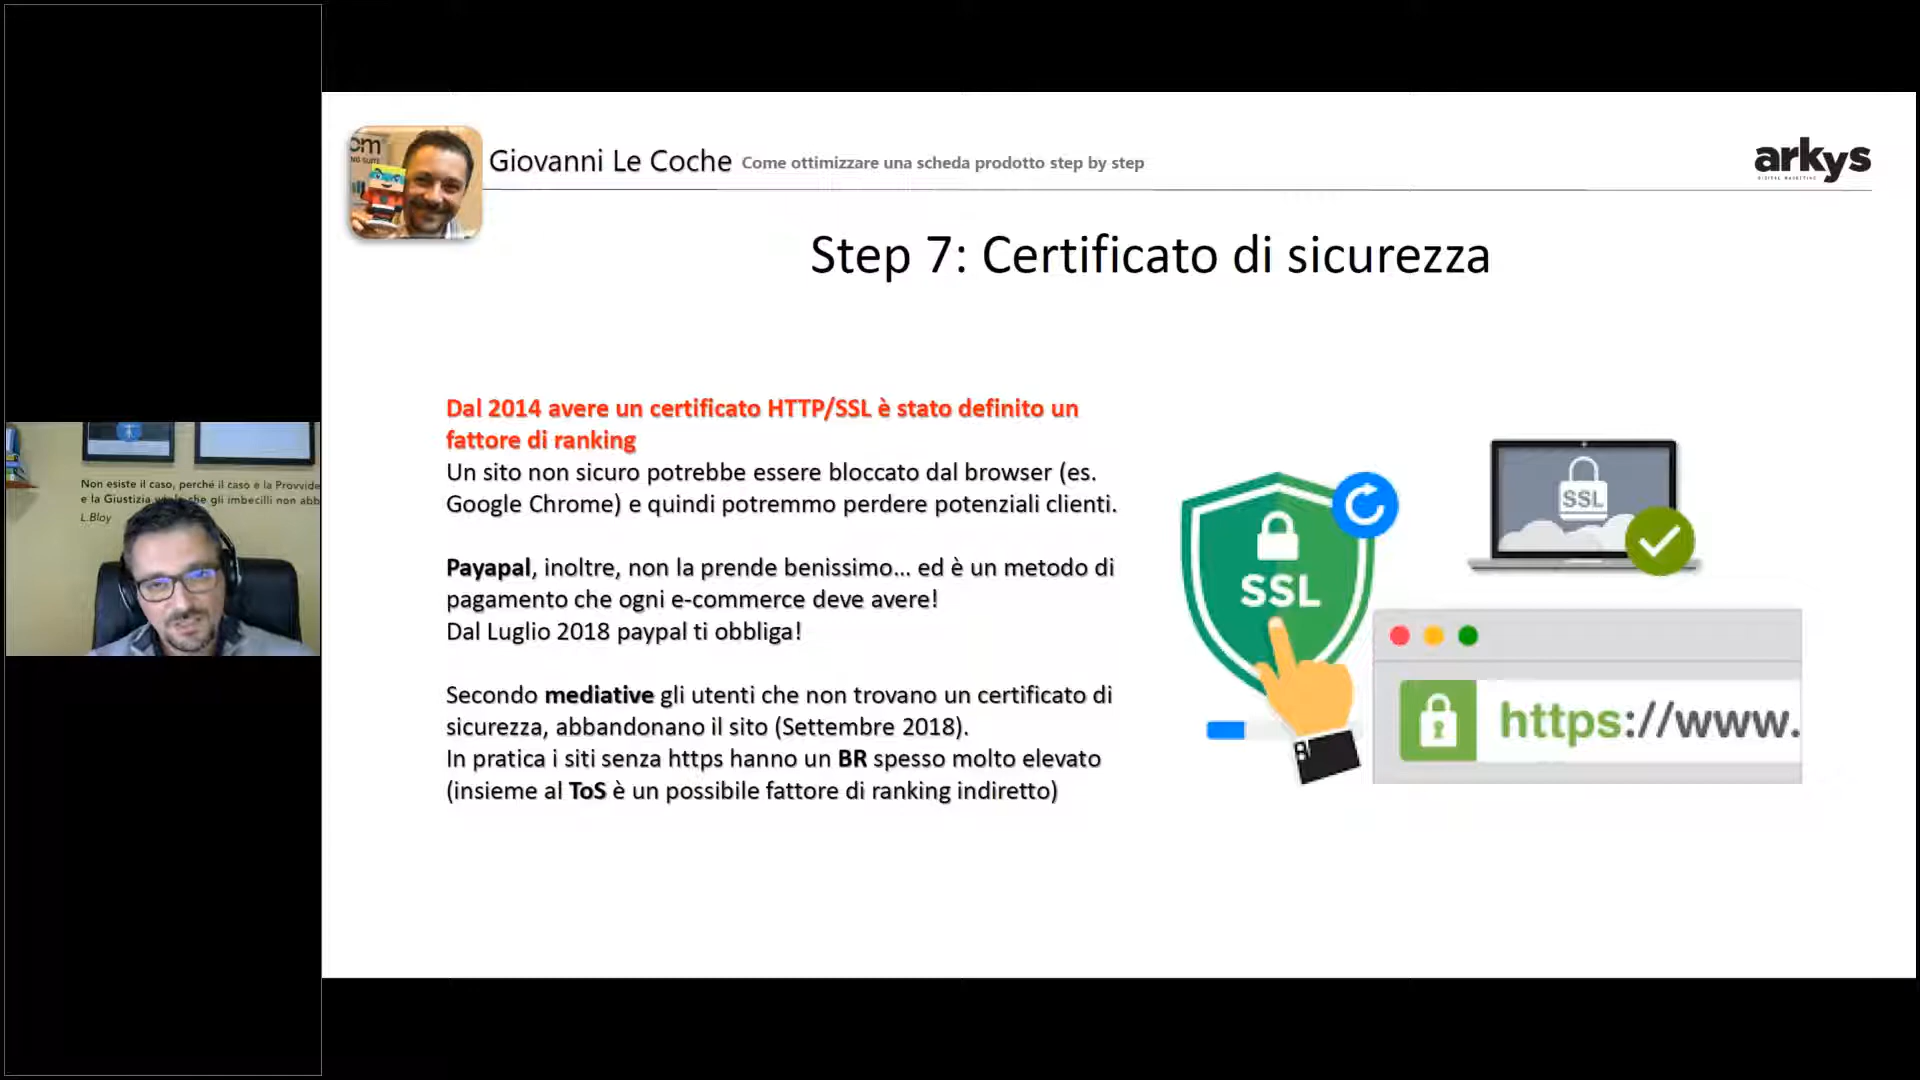 Giovanni Le Coche Come ottimizzare una scheda prodotto step by step
arkys
DIGITAL MARKETING
om
NG SUITE
Step 7: Certificato di sicurezza
Dal 2014 avere un certificato HTTP/SSL è stato definito un
fattore di ranking
Un sito non sicuro potrebbe essere bloccato dal browser (es.
Google Chrome) e quindi potremmo perdere potenziali clienti.
Payapal, inoltre, non la prende benissimo... ed è un metodo di
pagamento che ogni e-commerce deve avere!
Dal Luglio 2018 paypal ti obbliga!
Secondo mediative gli utenti che non trovano un certificato di
sicurezza, abbandonano il sito (Settembre 2018).
In pratica i siti senza https hanno un BR spesso molto elevato
(insieme al ToS è un possibile fattore di ranking indiretto)
SSL
SSL
https://www.
Non esiste il caso, perché il caso è la Provvide
e la Giustizia che gli imbecilli non abb
L.Bloy